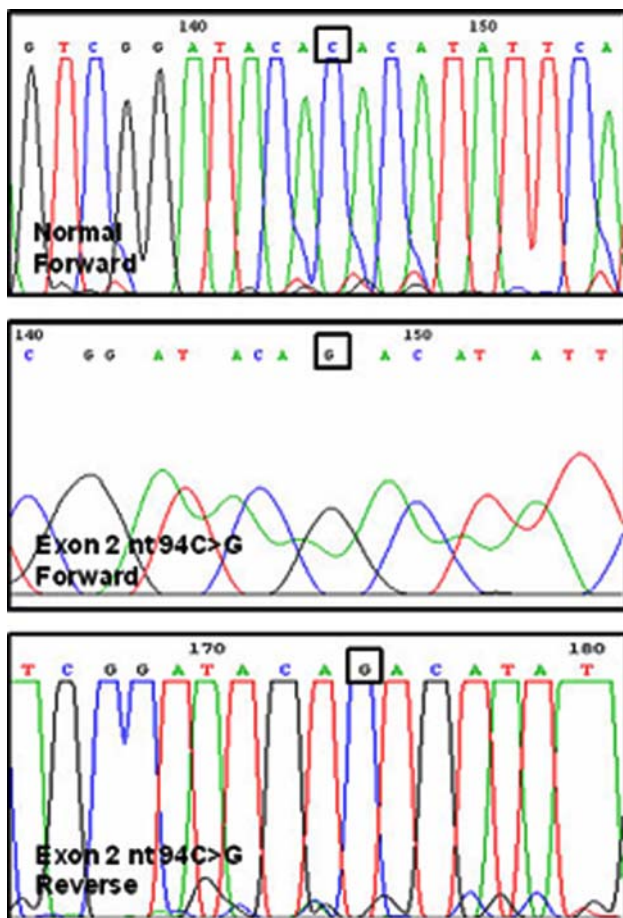 140 150
G T C G G A T A C A C A C A T A T T C A
Normal
Forward
140 150
C G G A T A C A G A C A T A T T
Exon 2 nt 94C>G
Forward
170 180
T C G G A T A C A G A C A T A T
Exon 2 nt 94C>G
Reverse